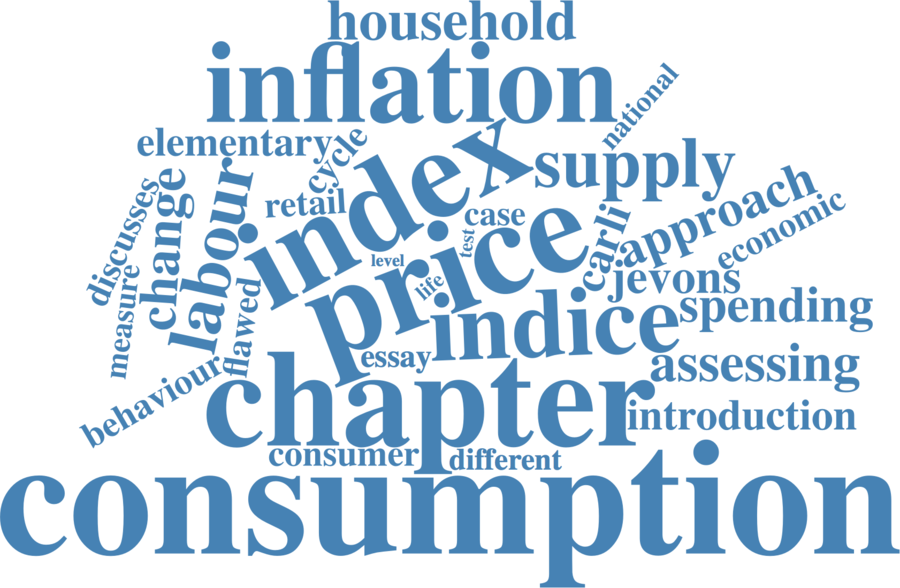 household
inflation
national
elementary
cycle
index
supply
retail
case
change
discusses
labour
price
test
carli
approach
economic
level
life
jevons
measure
flawed
indice
spending
essay
assessing
behaviour
chapter
introduction
consumer
different
consumption